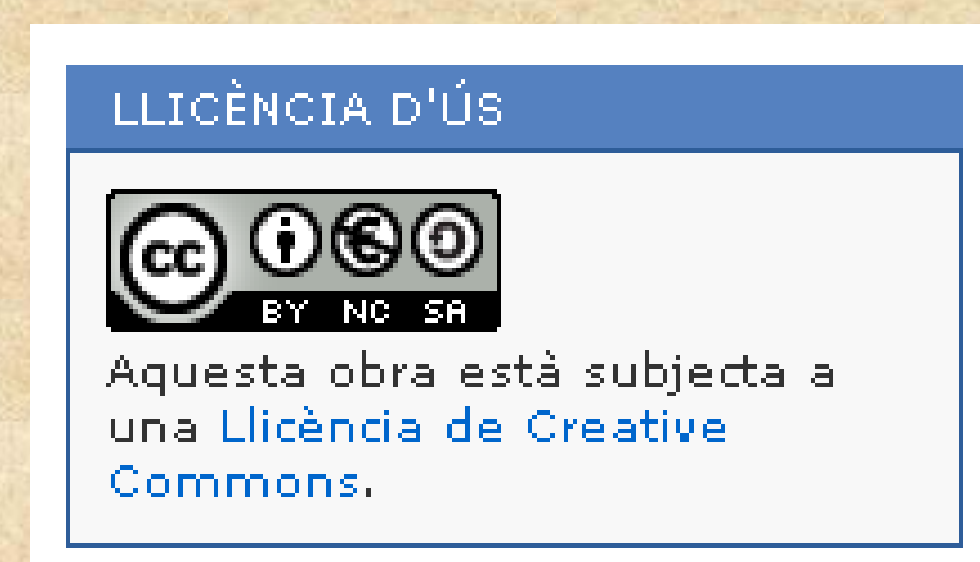 LLICÈNCIA D'ÚS
cc
BY NC SA
Aquesta obra està subjecta a
una Llicència de Creative
Commons.